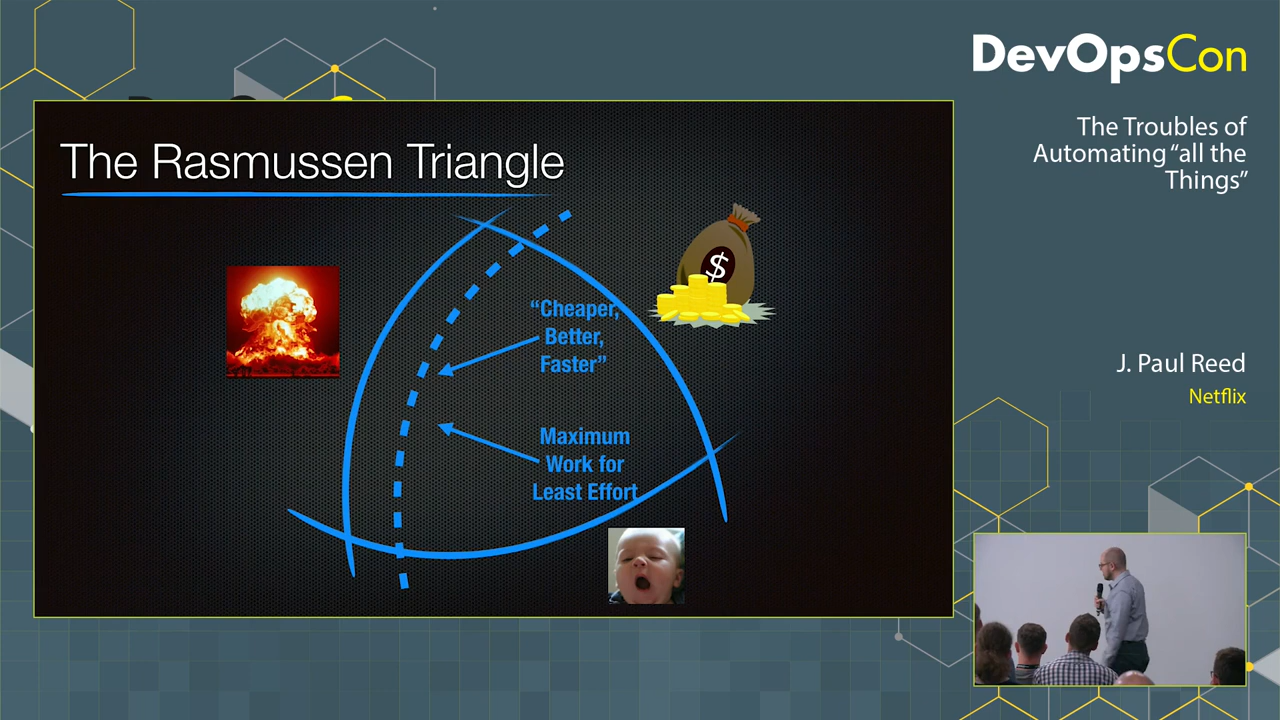 DevOpsCon
The Troubles of
Automating “all the
Things”
The Rasmussen Triangle
$
“Cheaper,
Better,
Faster”
Maximum
Work for
Least Effort
J. Paul Reed
Netflix